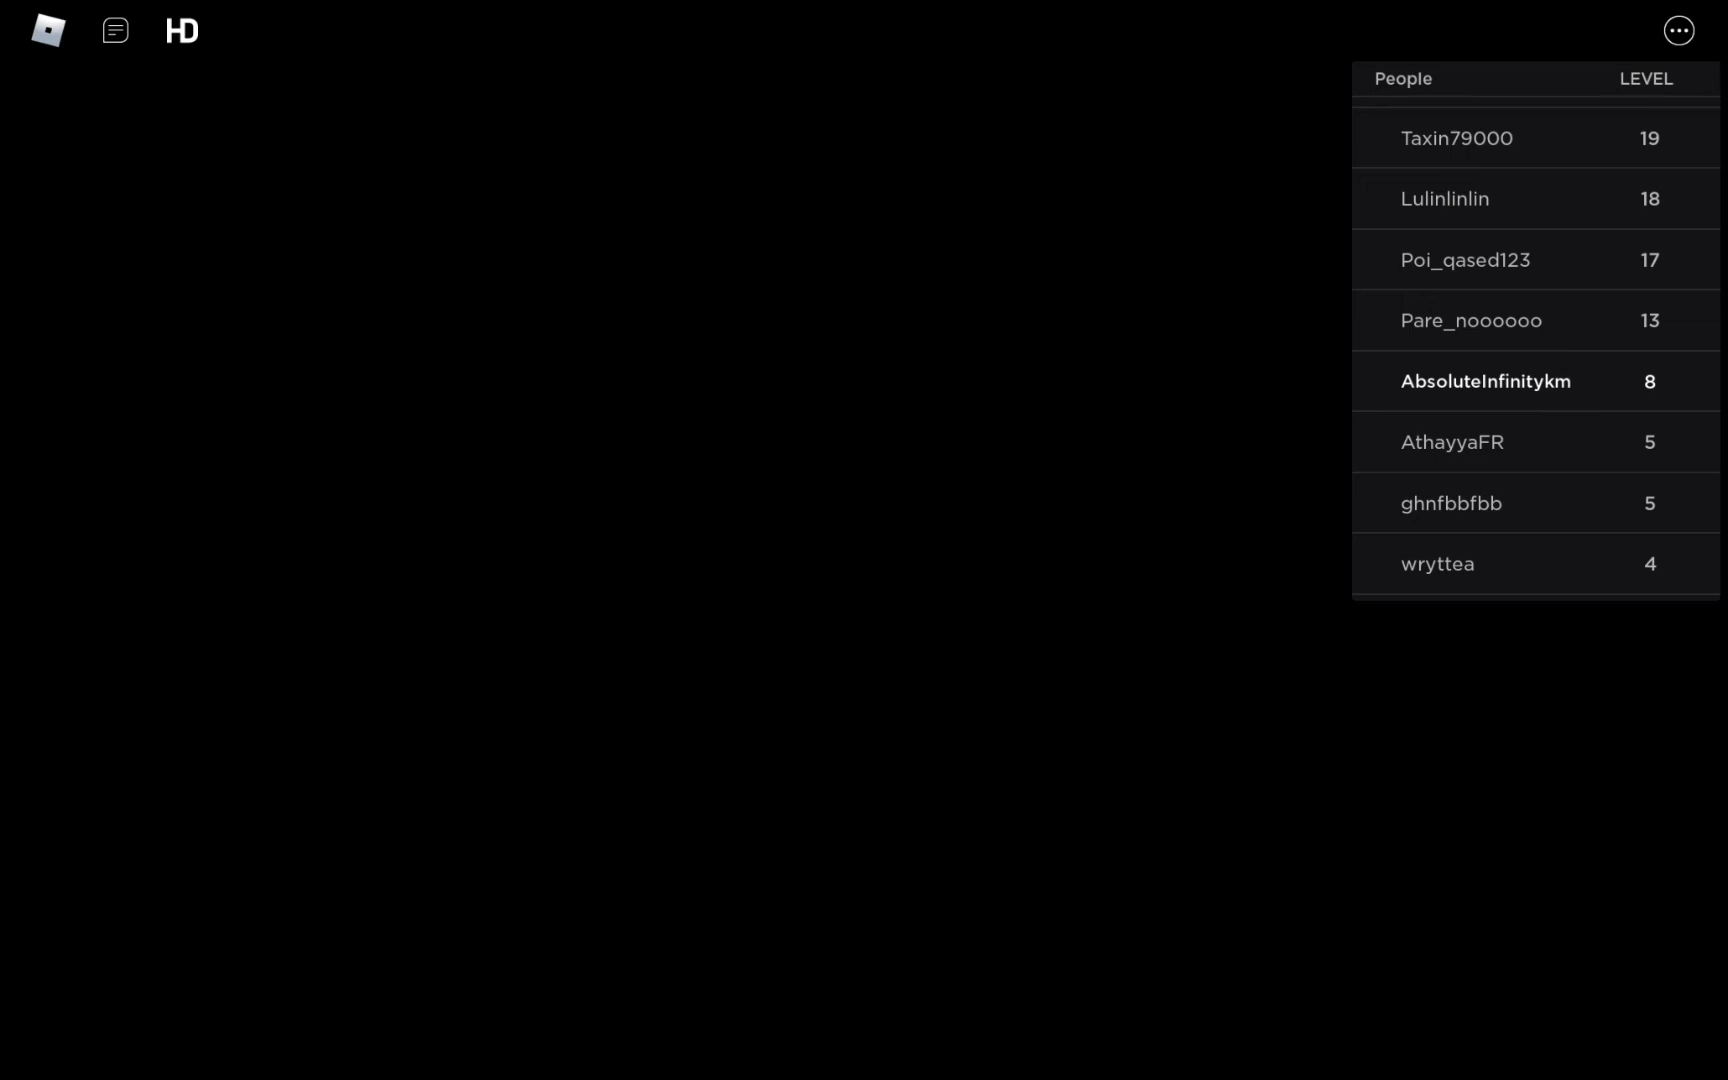 HD
People LEVEL
Taxin79000 19
Lulinlinlin 18
Poi_qased123 17
Pare_noooooo 13
AbsoluteInfinitykm 8
AthayyaFR 5
ghnfbbfbb 5
wryttea 4